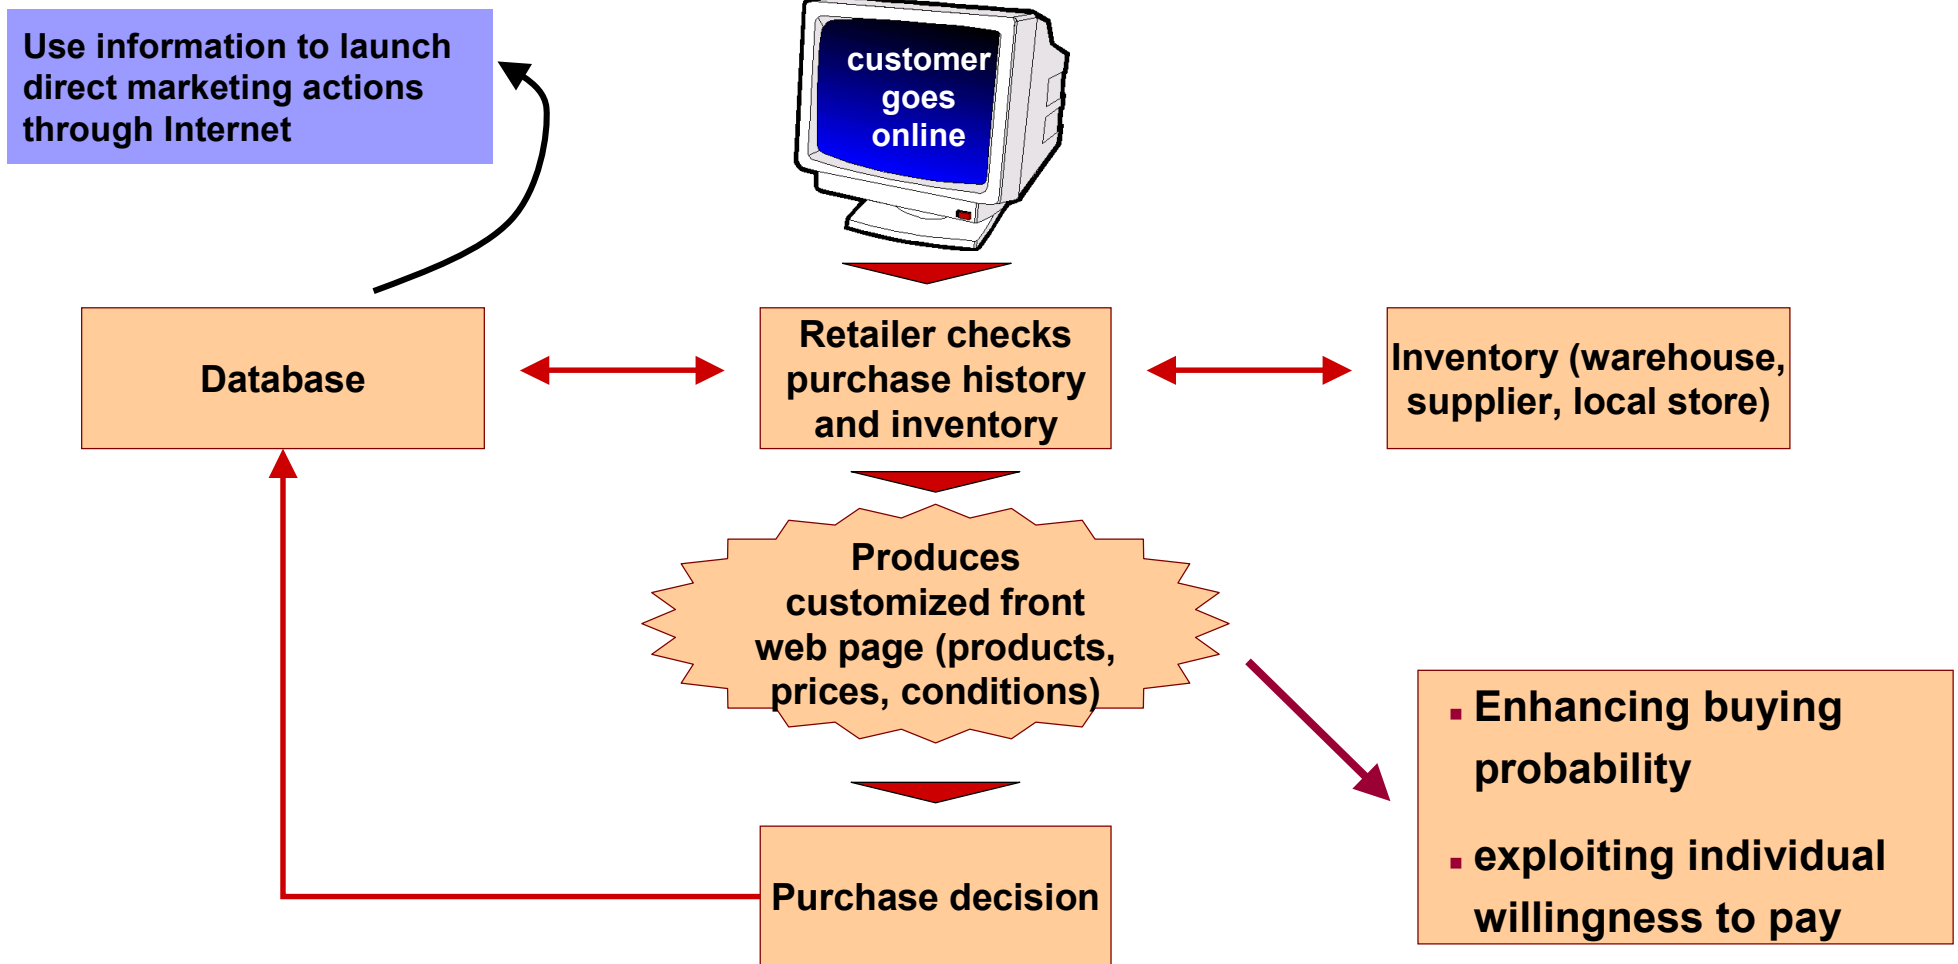 Use information to launch
direct marketing actions
through Internet
customer
goes
online
Database
Retailer checks
purchase history
and inventory
Inventory (warehouse,
supplier, local store)
Produces
customized front
web page (products,
prices, conditions)
▪ Enhancing buying
probability
▪ exploiting individual
willingness to pay
Purchase decision